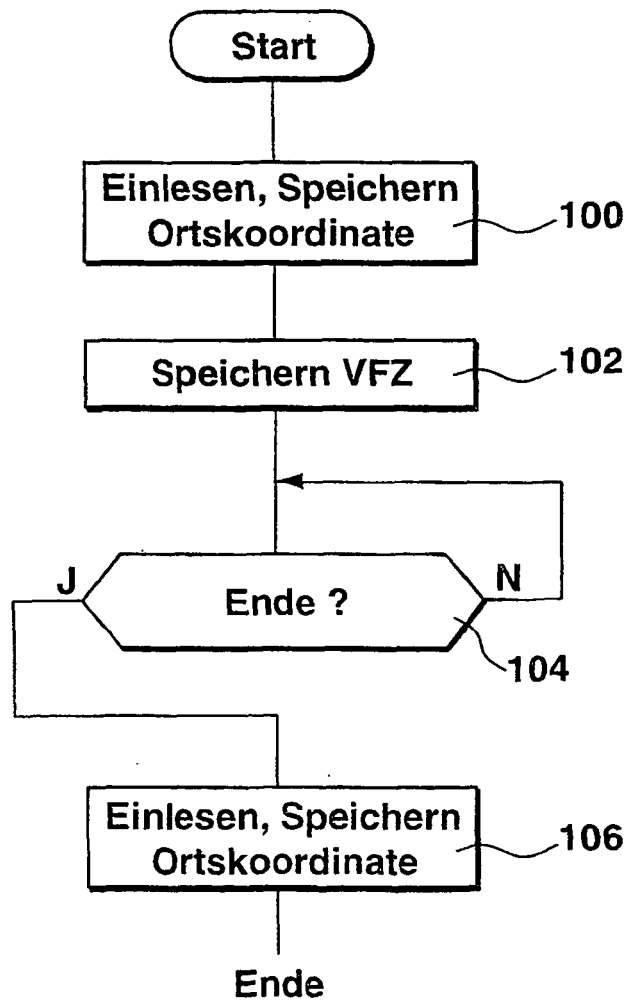 Start
Einlesen, Speichern
Ortskoordinate
100
Speichern VFZ
102
J
N
Ende ?
104
Einlesen, Speichern
Ortskoordinate
106
Ende